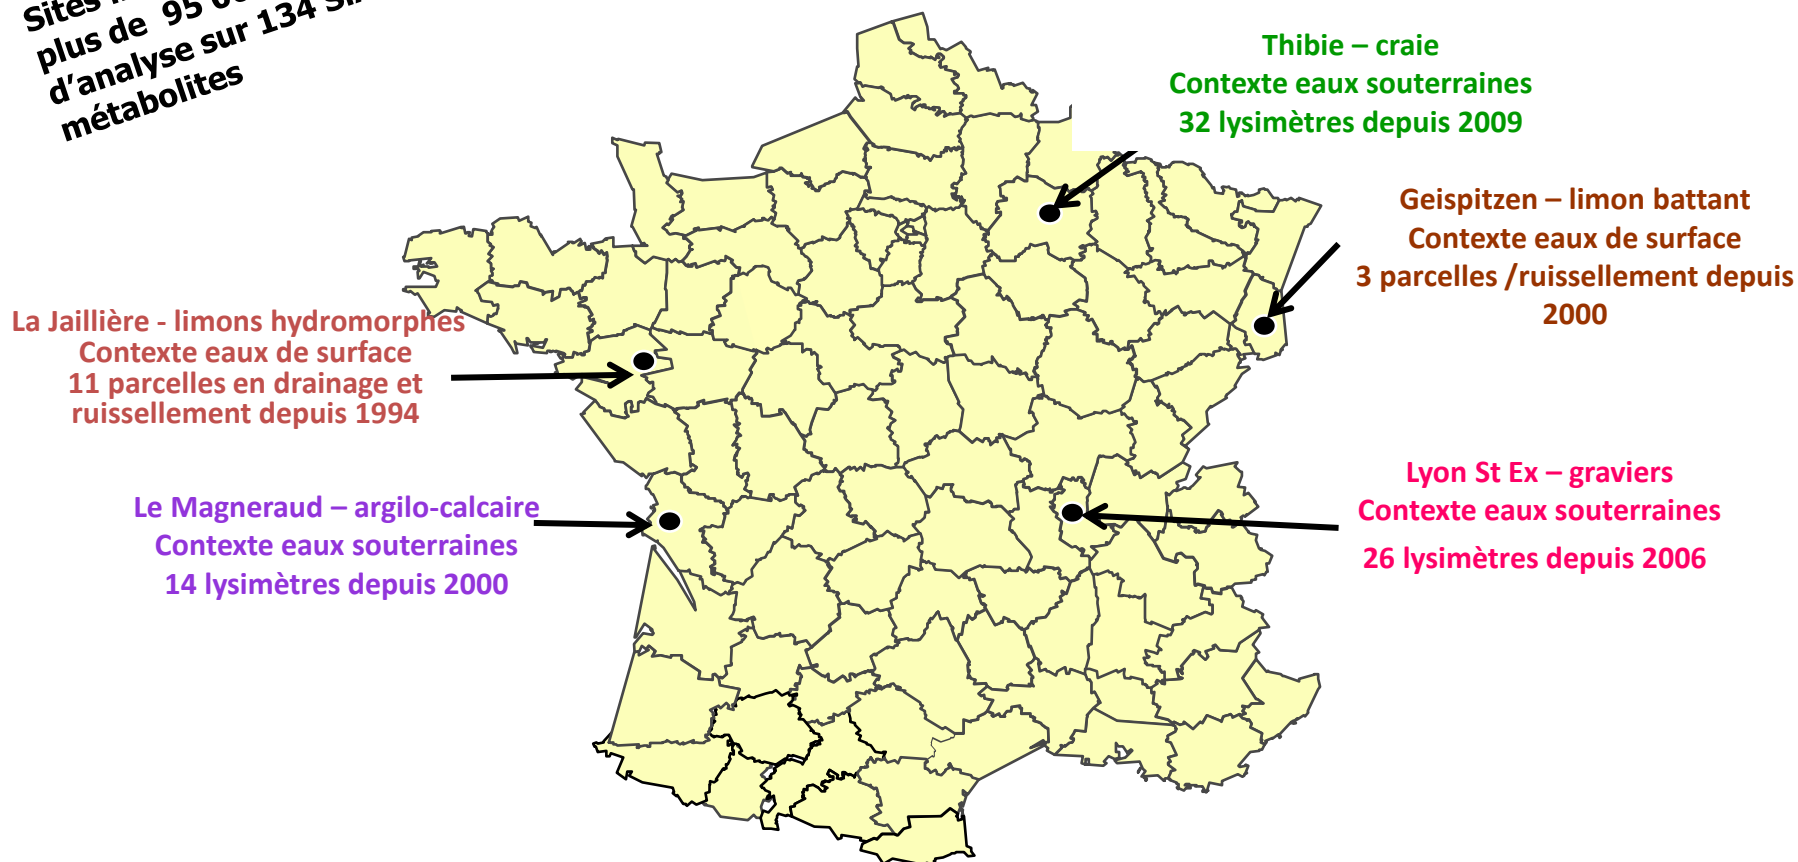 Sites
plus de 95
d'analyse sur 134
métabolites
Thibie – craie
Contexte eaux souterraines
32 lysimètres depuis 2009
Geispitzen – limon battant
Contexte eaux de surface
3 parcelles /ruissellement depuis
2000
La Jaillière - limons hydromorphes
Contexte eaux de surface
11 parcelles en drainage et
ruissellement depuis 1994
Le Magneraud – argilo-calcaire
Contexte eaux souterraines
14 lysimètres depuis 2000
Lyon St Ex – graviers
Contexte eaux souterraines
26 lysimètres depuis 2006